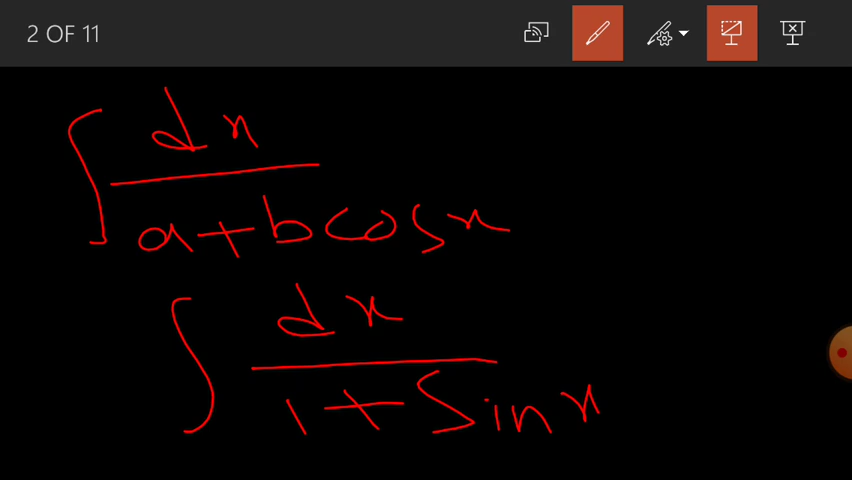 2 OF 11
∫ dx
a+bcosx
∫ dx
1+Sinx